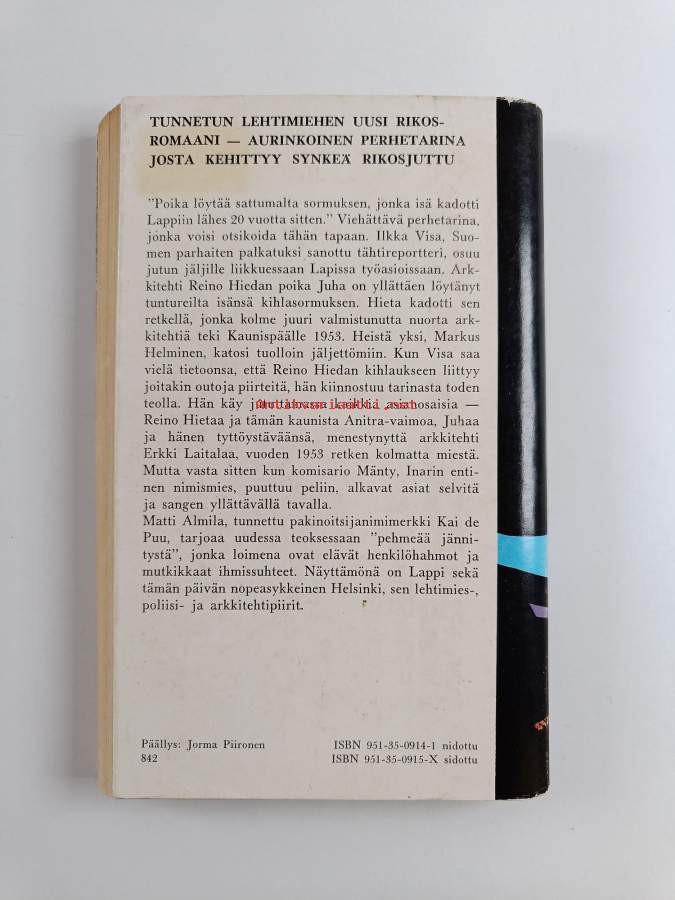 TUNNETUN LEHTIMIEHEN UUSI RIKOS-
ROMAANI — AURINKOINEN PERHETARINA
JOSTA KEHITTYY SYNKEÄ RIKOSJUTTU
"Poika löytää sattumalta sormuksen, jonka isä kadotti
Lappiin lähes 20 vuotta sitten." Viehättävä perhetarina,
jonka voisi otsikoida tähän tapaan. Ilkka Visa, Suo-
men parhaiten palkatuksi sanottu tähtireportteri, osuu
jutun jäljille liikkuessaan Lapissa työasioissaan. Ark-
kitehti Reino Hiedan poika Juha on yllättäen löytänyt
tuntureilta isänsä kihlasormuksen. Hieta kadotti sen
retkellä, jonka kolme juuri valmistunutta nuorta ark-
kitehtiä teki Kaunispäälle 1953. Heistä yksi, Markus
Helminen, katosi tuolloin jäljettömiin. Kun Visa saa
vielä tietoonsa, että Reino Hiedan kihlaukseen liittyy
joitakin outoja piirteitä, hän kiinnostuu tarinasta toden
teolla. Hän käy jututtamassa kaikkia asianosaisia —
Reino Hietaa ja tämän kaunista Anitra-vaimoa, Juhaa
ja hänen tyttöystäväänsä, menestynyttä arkkitehti
Erkki Laitalaa, vuoden 1953 retken kolmatta miestä.
Mutta vasta sitten kun komisario Mänty, Inarin enti-
nen nimismies, puuttuu peliin, alkavat asiat selvitä
ja sangen yllättävällä tavalla.
Matti Almila, tunnettu pakinoitsijanimimerkki Kai de
Puu, tarjoaa uudessa teoksessaan "pehmeää jänni-
tystä", jonka loimena ovat elävät henkilöhahmot ja
mutkikkaat ihmissuhteet. Näyttämönä on Lappi sekä
tämän päivän nopeasykkeinen Helsinki, sen lehtimies-,
poliisi- ja arkkitehtipiirit.
Päällys: Jorma Piironen
842
ISBN 951-35-0914-1 nidottu
ISBN 951-35-0915-X sidottu